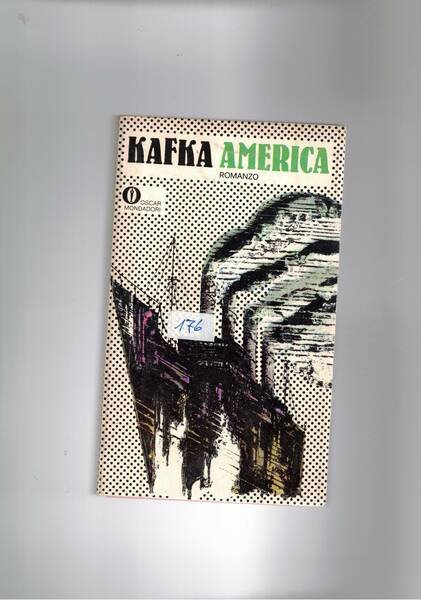 KAFKA AMERICA
ROMANZO
OSCAR
MONDADORI
176